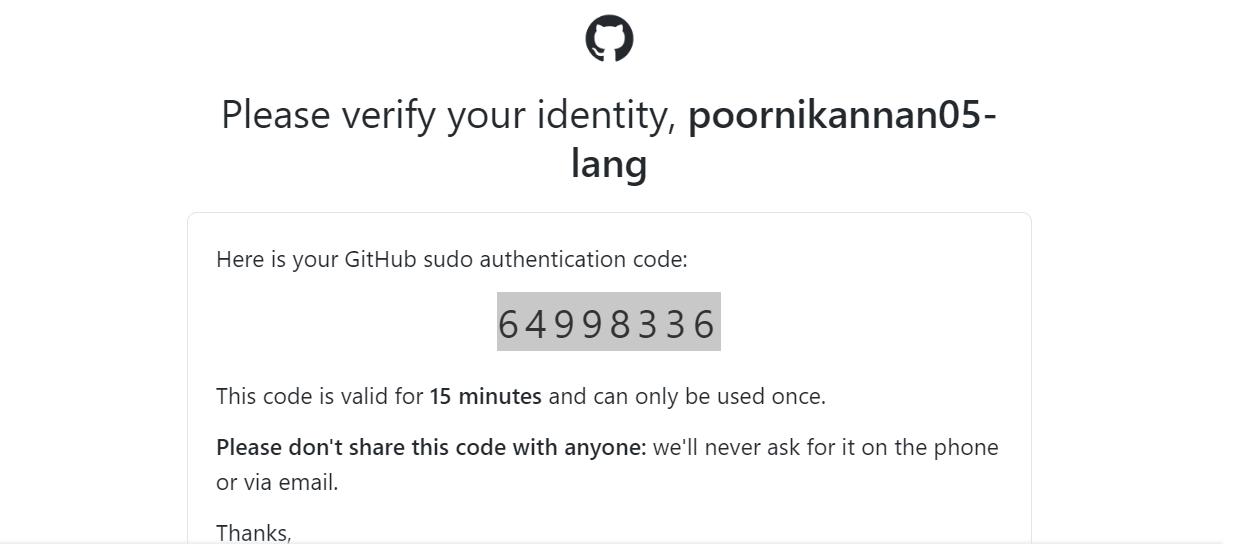 Please verify your identity, poornikannan05-
lang
Here is your GitHub sudo authentication code:
64998336
This code is valid for 15 minutes and can only be used once.
Please don't share this code with anyone: we'll never ask for it on the phone
or via email.
Thanks,